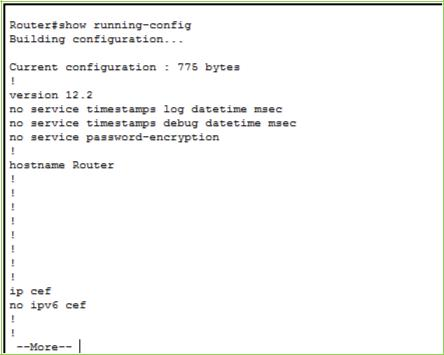 Router#show running-config
Building configuration...
Current configuration : 775 bytes
!
version 12.2
no service timestamps log datetime msec
no service timestamps debug datetime msec
no service password-encryption
!
hostname Router
!
!
!
!
!
!
!
!
ip cef
no ipv6 cef
!
!
--More--